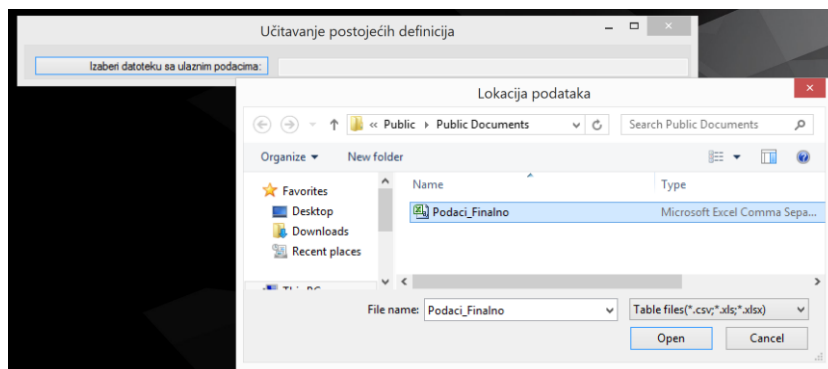 Učitavanje postojećih definicija
Izaberi datoteku sa ulaznim podacima:
Lokacija podataka
« Public Public Documents
Search Public Documents
Organize New folder
Name Type
Favorites
Podaci_Finalno Microsoft Excel Comma Sepa...
Desktop
Downloads
Recent places
File name: Podaci_Finalno Table files(*.csv;*.xls;*.xlsx)
Open Cancel